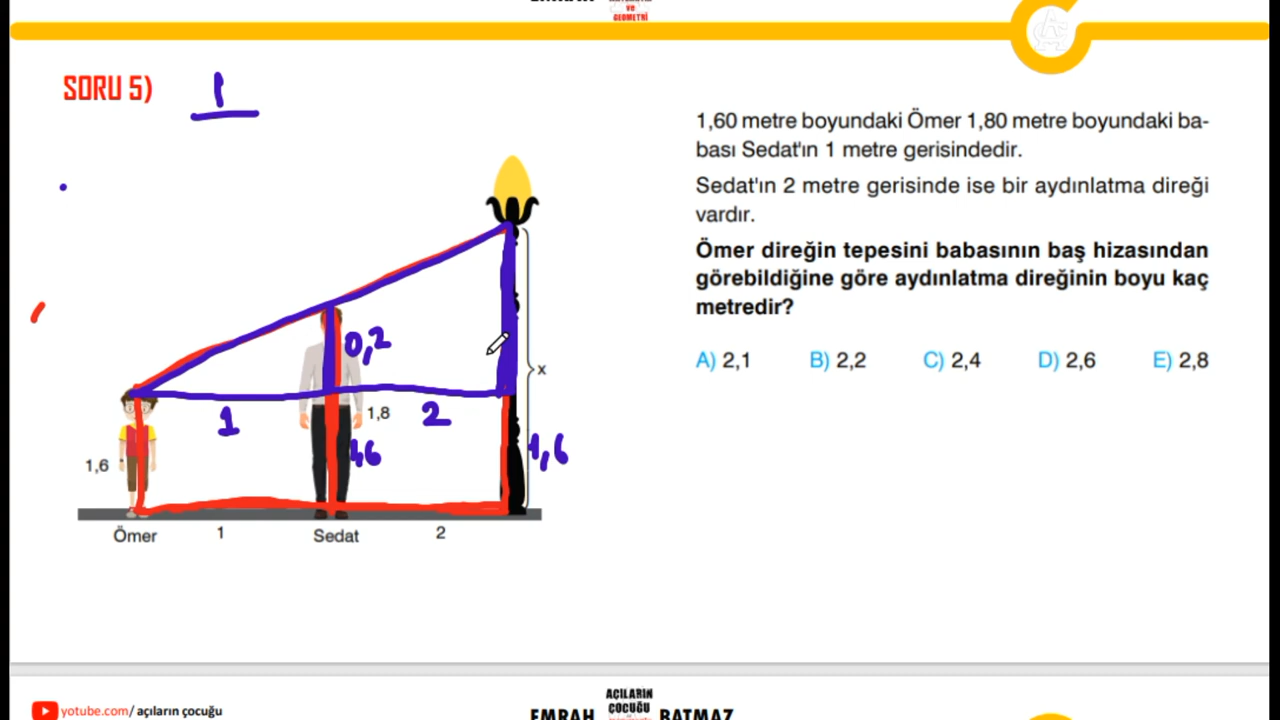 ve
GEOMETRİ
SORU 5)
1
1,60 metre boyundaki Ömer 1,80 metre boyundaki ba-
bası Sedat'ın 1 metre gerisindedir.
Sedat'ın 2 metre gerisinde ise bir aydınlatma direği
vardır.
Ömer direğin tepesini babasının baş hizasından
görebildiğine göre aydınlatma direğinin boyu kaç
metredir?
A) 2,1 B) 2,2 C) 2,4 D) 2,6 E) 2,8
0,2
x
1 2
1,8
1,6 1,6 1,6
Ömer 1 Sedat 2
yotube.com/ açıların çocuğu
EMRAH
AÇILARIN
ÇOCUĞU
BATMAZ